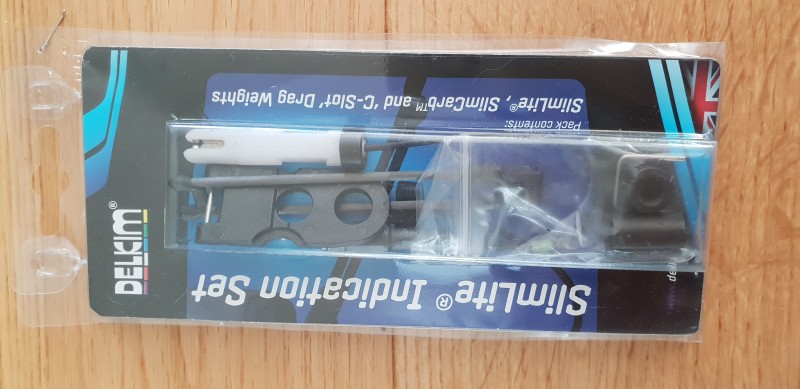 DELKIM®
SlimLite® Indication Set
Pack contents:
SlimLite®, SlimCarb™ and 'C-Slot' Drag Weights